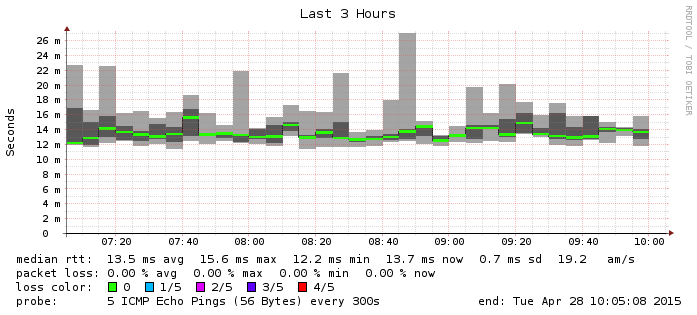 Last 3 Hours
RRDTOOL / TOBI OETIKER
Seconds
26 m
24 m
22 m
20 m
18 m
16 m
14 m
12 m
10 m
8 m
6 m
4 m
2 m
0
07:20 07:40 08:00 08:20 08:40 09:00 09:20 09:40 10:00
median rtt: 13.5 ms avg 15.6 ms max 12.2 ms min 13.7 ms now 0.7 ms sd 19.2 am/s
packet loss: 0.00 % avg 0.00 % max 0.00 % min 0.00 % now
loss color: 0 1/5 2/5 3/5 4/5
probe: 5 ICMP Echo Pings (56 Bytes) every 300s end: Tue Apr 28 10:05:08 2015